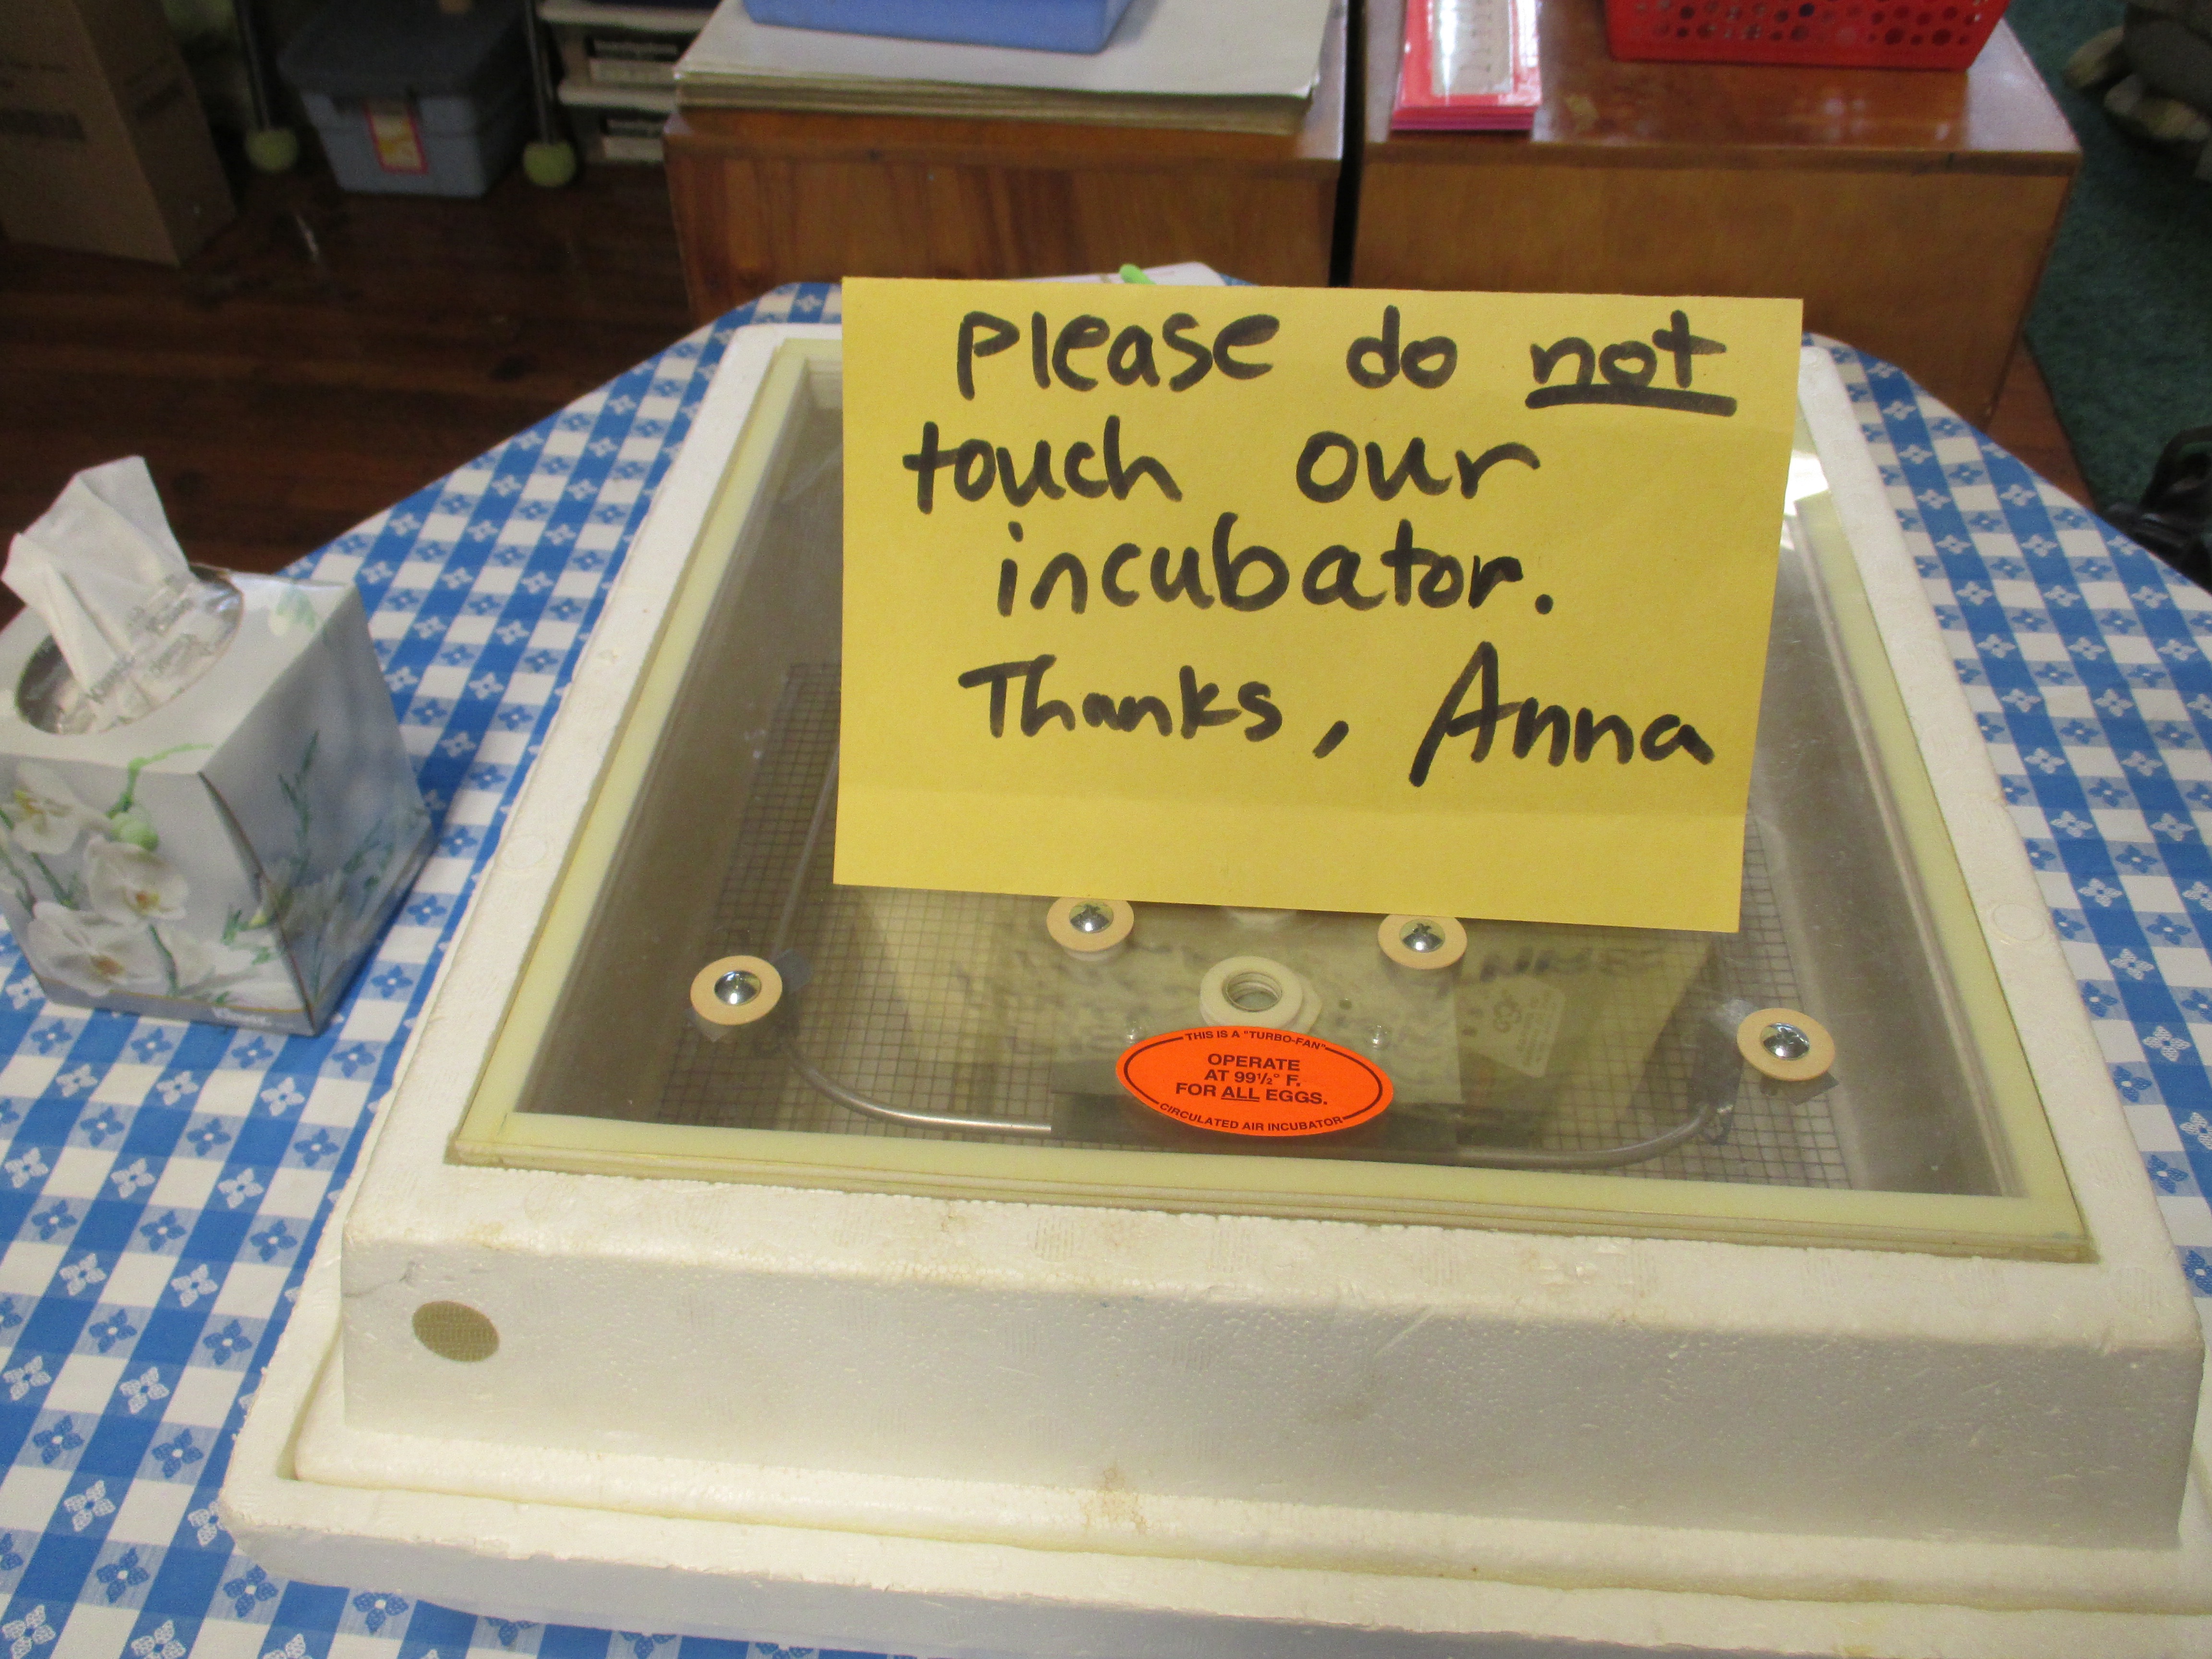 Please do not
touch our
incubator.
Thanks, Anna
THIS IS A "TURBO-FAN"
OPERATE
AT 99½° F.
FOR ALL EGGS.
CIRCULATED AIR INCUBATOR